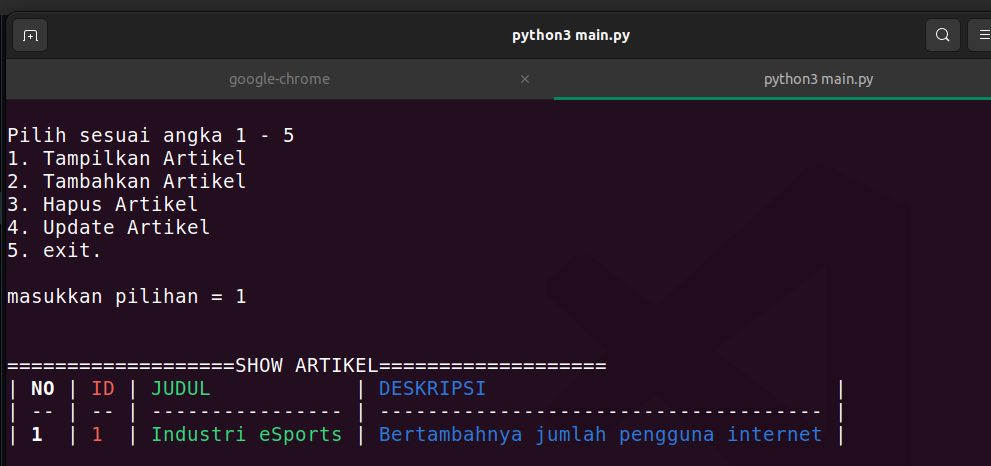 python3 main.py
google-chrome × python3 main.py
Pilih sesuai angka 1 - 5
1. Tampilkan Artikel
2. Tambahkan Artikel
3. Hapus Artikel
4. Update Artikel
5. exit.
masukkan pilihan = 1
===================SHOW ARTIKEL===================
| NO | ID | JUDUL | DESKRIPSI |
| -- | -- | ---------------- | ------------------------------------- |
| 1 | 1 | Industri eSports | Bertambahnya jumlah pengguna internet |